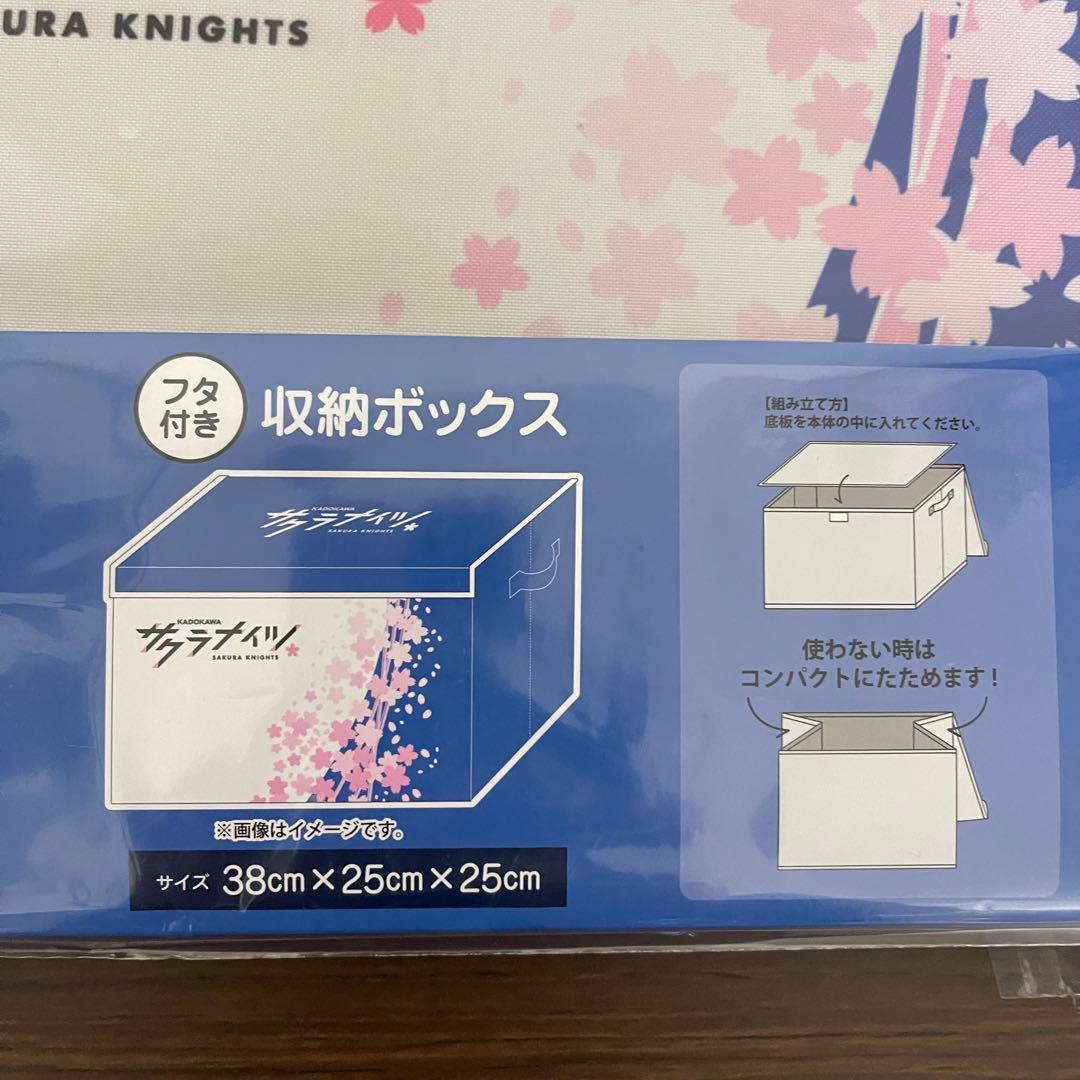 URA KNIGHTS
フタ
付き
収納ボックス
KADOKAWA
サクラナイツ
SAKURA KNIGHTS
KADOKAWA
サクラナイツ
SAKURA KNIGHTS
※画像はイメージです。
サイズ 38cm×25cm×25cm
【組み立て方】
底板を本体の中に入れてください。
使わない時は
コンパクトにたためます!